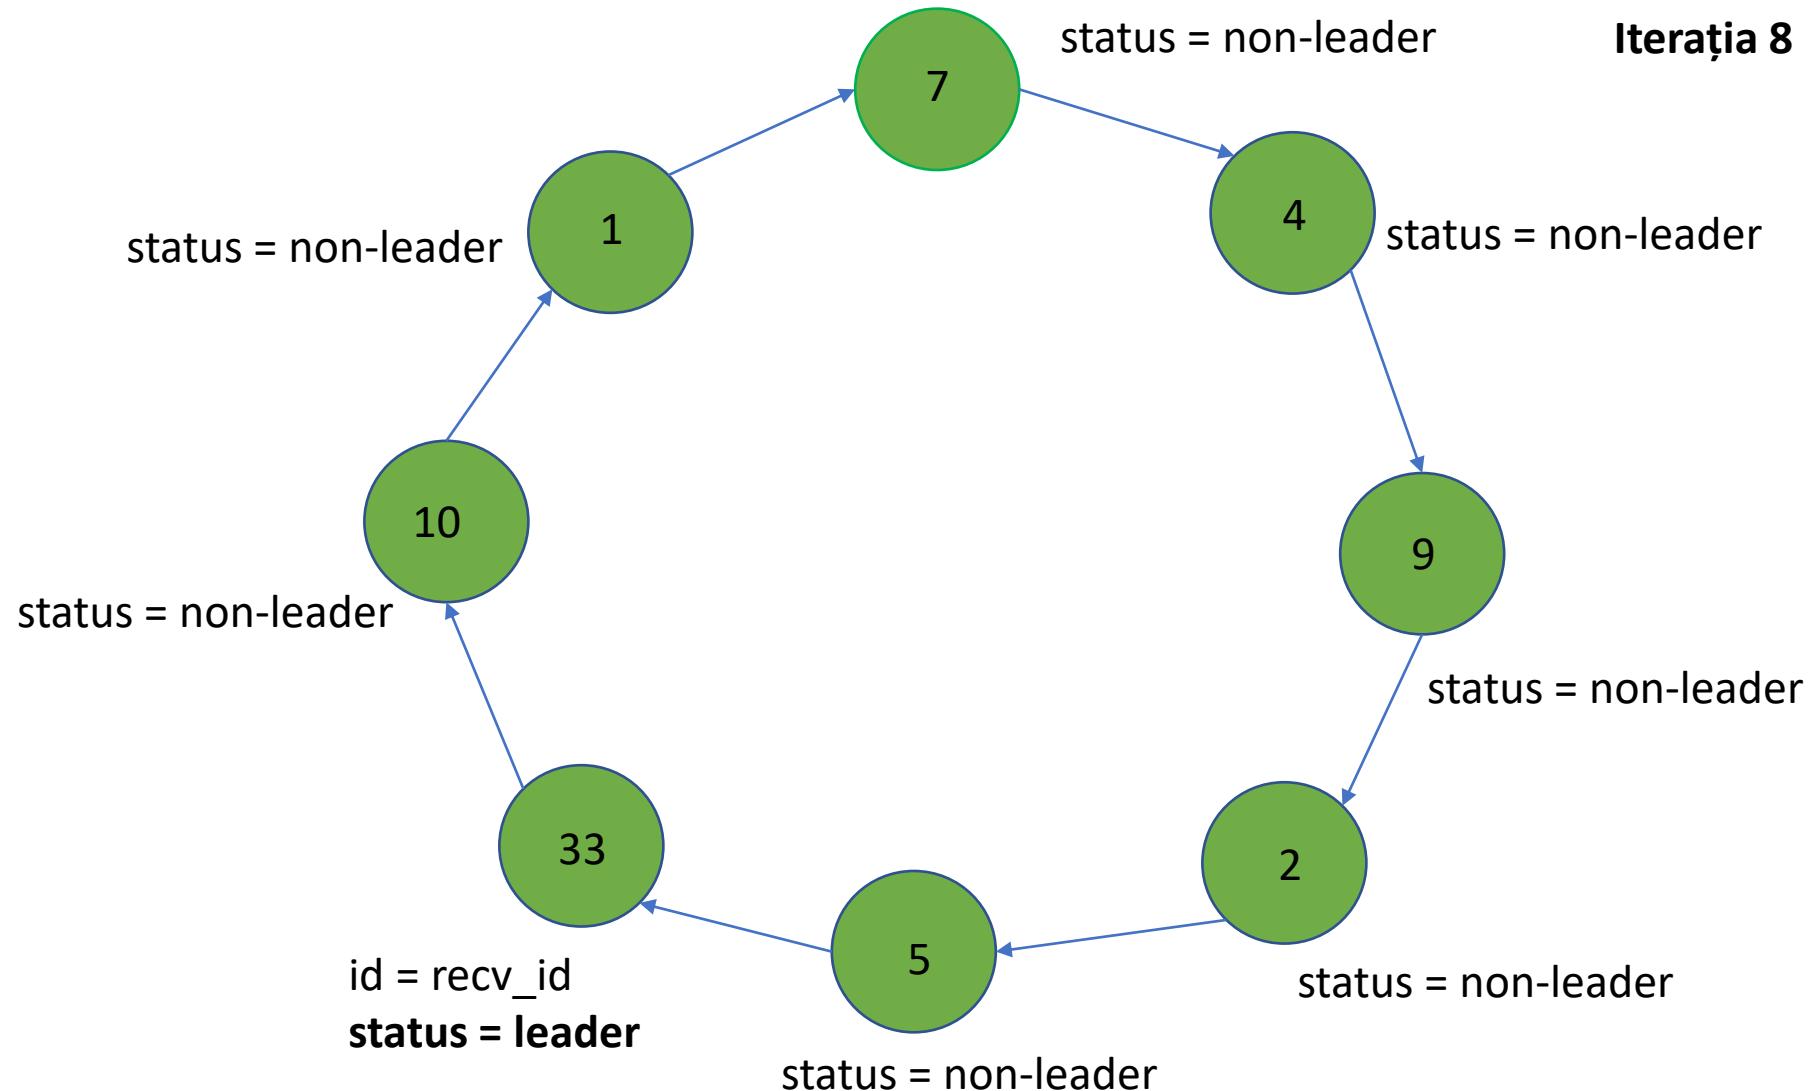 status = non-leader
Iterația 8
7
4
status = non-leader
1
status = non-leader
10
status = non-leader
9
status = non-leader
33
id = recv_id
status = leader
2
status = non-leader
5
status = non-leader